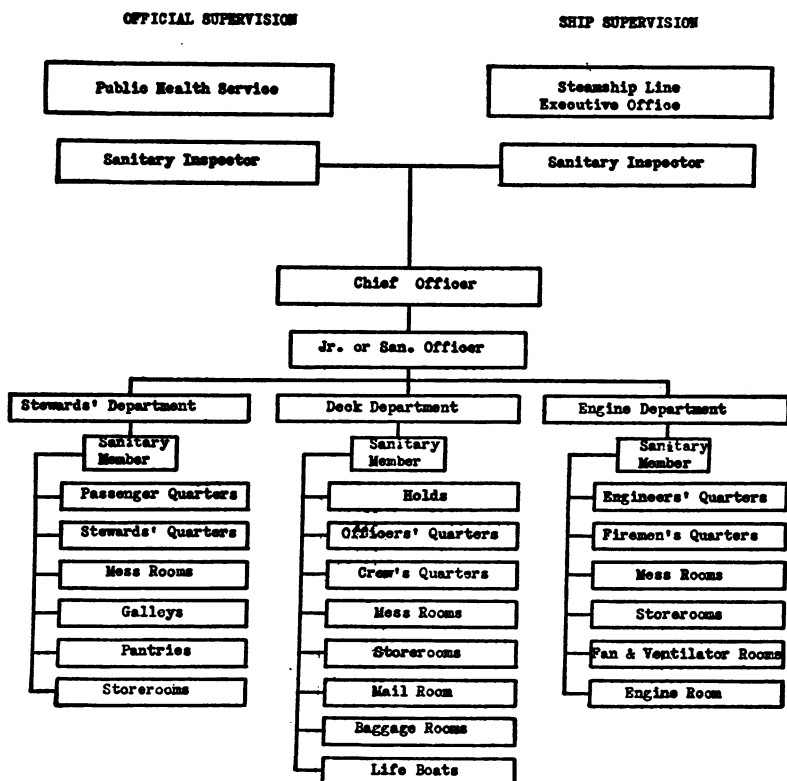 OFFICIAL SUPERVISION
SHIP SUPERVISION
Public Health Service
Steamship Line
Executive Office
Sanitary Inspector
Sanitary Inspector
Chief Officer
Jr. or San. Officer
Stewards' Department
Deck Department
Engine Department
Sanitary
Member
Sanitary
Member
Sanitary
Member
Passenger Quarters
Holds
Engineers' Quarters
Stewards' Quarters
Officers' Quarters
Firemen's Quarters
Mess Rooms
Crew's Quarters
Mess Rooms
Galleys
Mess Rooms
Storerooms
Pantries
Storerooms
Fan & Ventilator Rooms
Storerooms
Mail Room
Engine Room
Baggage Rooms
Life Boats